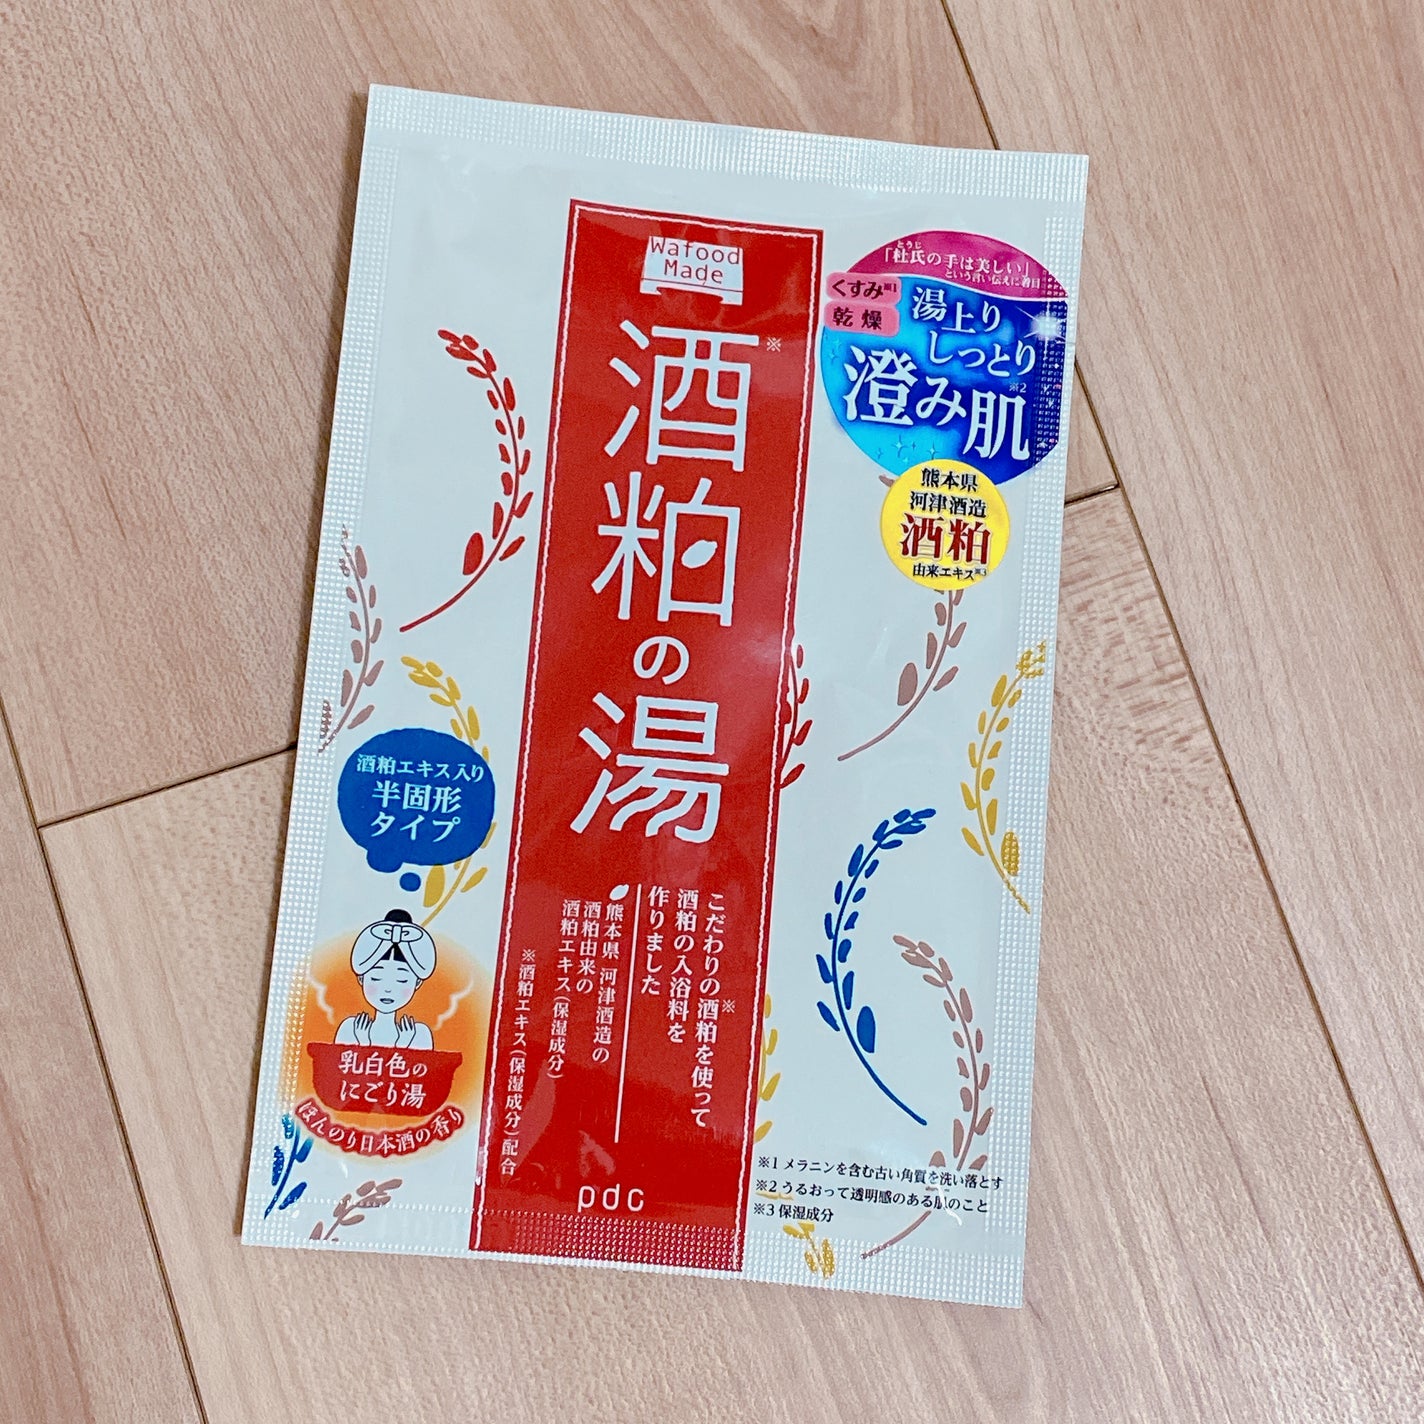 Wafood
Made
酒粕の湯
※
こだわりの酒粕を使って
※
酒粕の入浴料を
作りました
熊本県 河津酒造の
酒粕由来の
酒粕エキス(保湿成分)
※酒粕エキス(保湿成分)配合
pdc
とうじ
「杜氏の手は美しい」
という言い伝えに着目
くすみ※1
乾燥
湯上り
しっとり
澄み肌
※2
熊本県
河津酒造
酒粕
由来エキス※3
酒粕エキス入り
半固形
タイプ
乳白色の
にごり湯
ほんのり日本酒の香り
※1 メラニンを含む古い角質を洗い落とす
※2 うるおって透明感のある肌のこと
※3 保湿成分